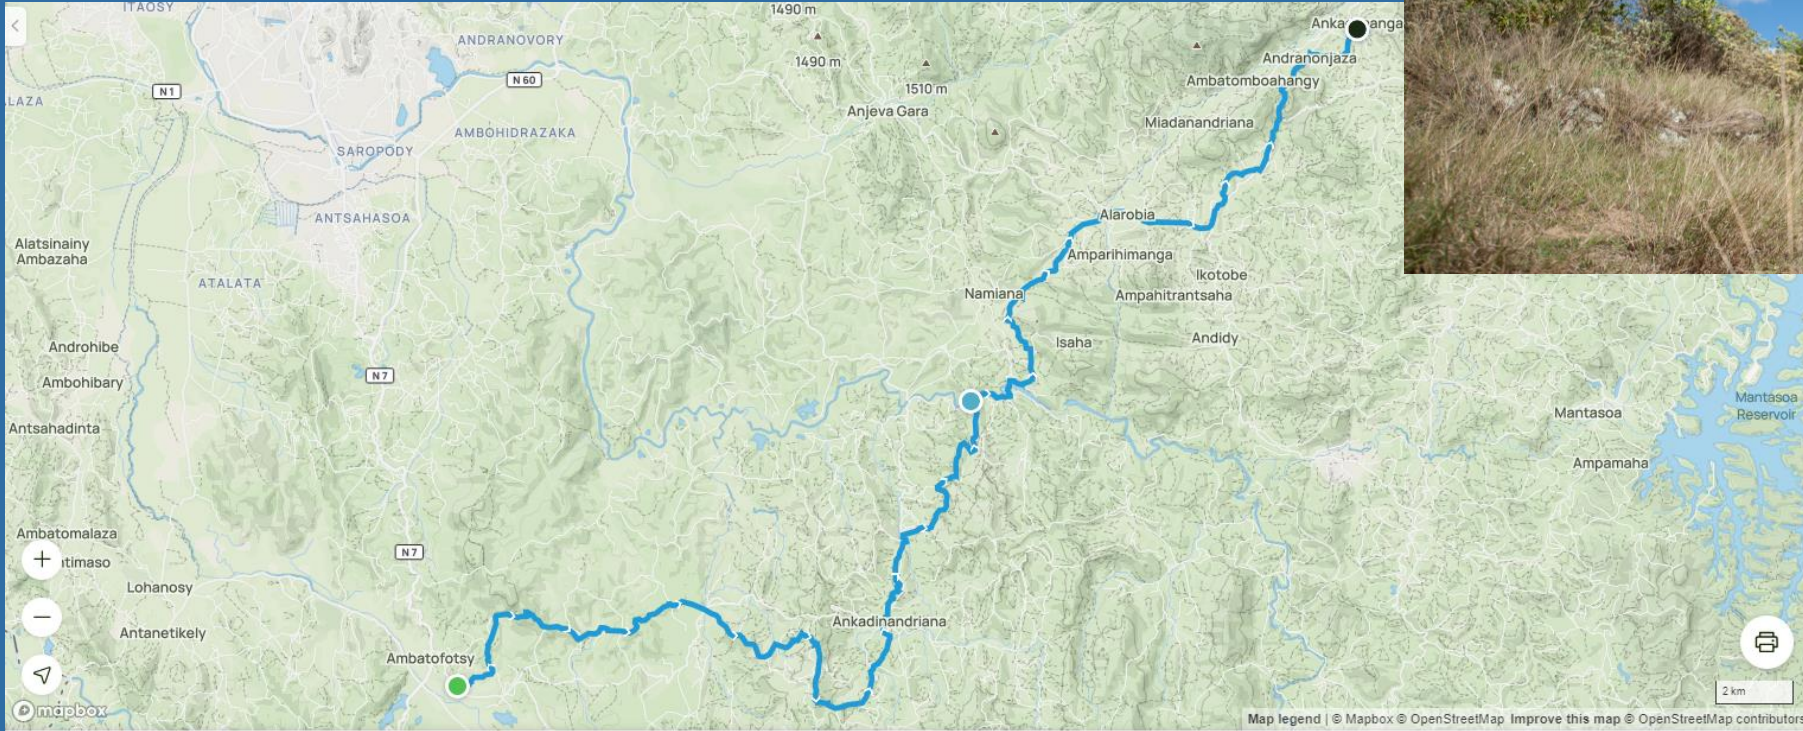 ITAOSY
1490 m
ANDRANOVORY
1490 m
Andranonjaza
N 60
Ambatomboahangy
N 1
1510 m
Anjeva Gara
Miadanandriana
AMBOHIDRAZAKA
SAROPODY
ANTSAHASOA
Alarobia
Alatsinainy
Ambazaha
Amparihimanga
ATALATA
Ikotobe
Namiana
Ampahitrantsaha
Andidy
Isaha
Androhibe
N 7
Ambohibary
Mantasoa
Reservoir
Mantasoa
Antsahadinta
Ampamaha
Ambatomalaza
N 7
Lohanosy
Ankadinandriana
Antanetikely
Ambatofotsy
2 km
mapbox
Map legend | © Mapbox © OpenStreetMap Improve this map © OpenStreetMap contributors